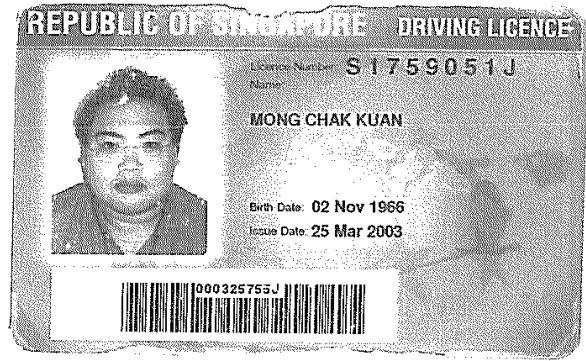 REPUBLIC OF SINGAPORE DRIVING LICENCE
Licence Number: S1759051J
Name:
MONG CHAK KUAN
Birth Date: 02 Nov 1966
Issue Date: 25 Mar 2003
000325755J